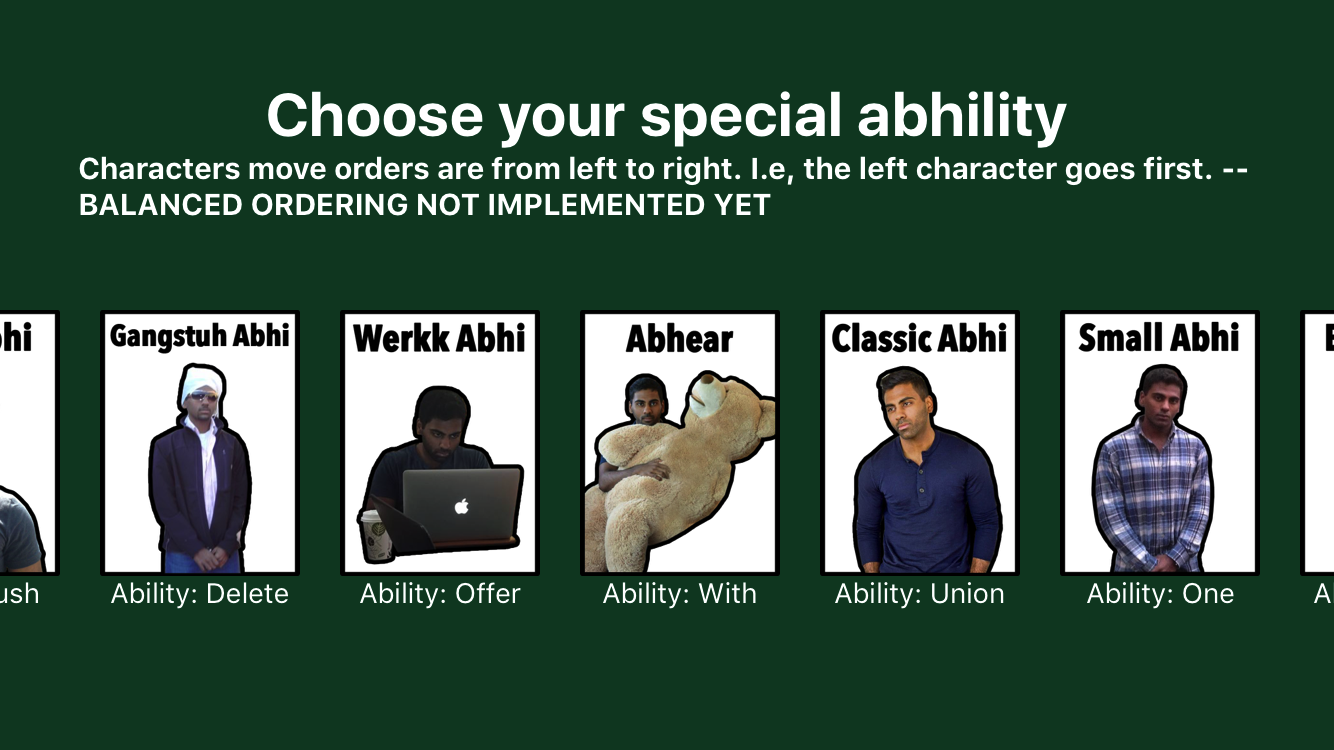 Choose your special abhility
Characters move orders are from left to right. I.e, the left character goes first. --
BALANCED ORDERING NOT IMPLEMENTED YET
Gangstuh Abhi
Werkk Abhi
Abhear
Classic Abhi
Small Abhi
Ability: Delete
Ability: Offer
Ability: With
Ability: Union
Ability: One